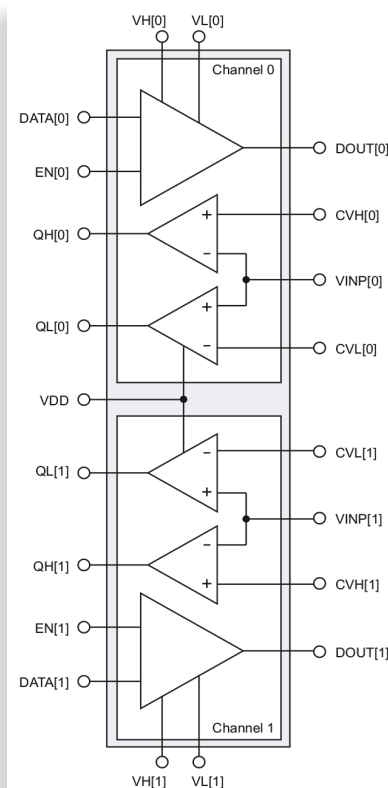 VH[0] VL[0]
Channel 0
DATA[0]
DOUT[0]
EN[0]
CVH[0]
+
QH[0]
−
VINP[0]
+
QL[0]
−
CVL[0]
VDD
CVL[1]
−
QL[1]
+
VINP[1]
−
QH[1]
+
CVH[1]
EN[1]
DOUT[1]
DATA[1]
Channel 1
VH[1] VL[1]